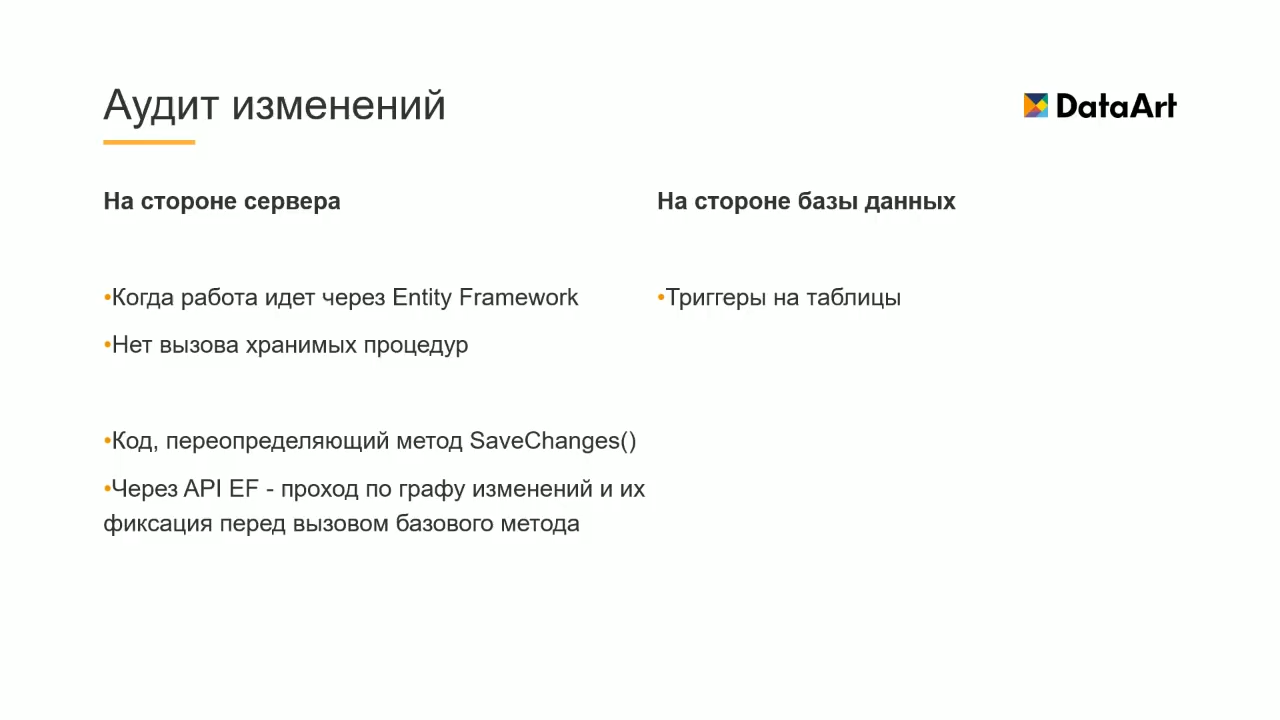 Аудит изменений
DataArt
На стороне сервера
•Когда работа идет через Entity Framework
•Нет вызова хранимых процедур
•Код, переопределяющий метод SaveChanges()
•Через API EF - проход по графу изменений и их
фиксация перед вызовом базового метода
На стороне базы данных
•Триггеры на таблицы